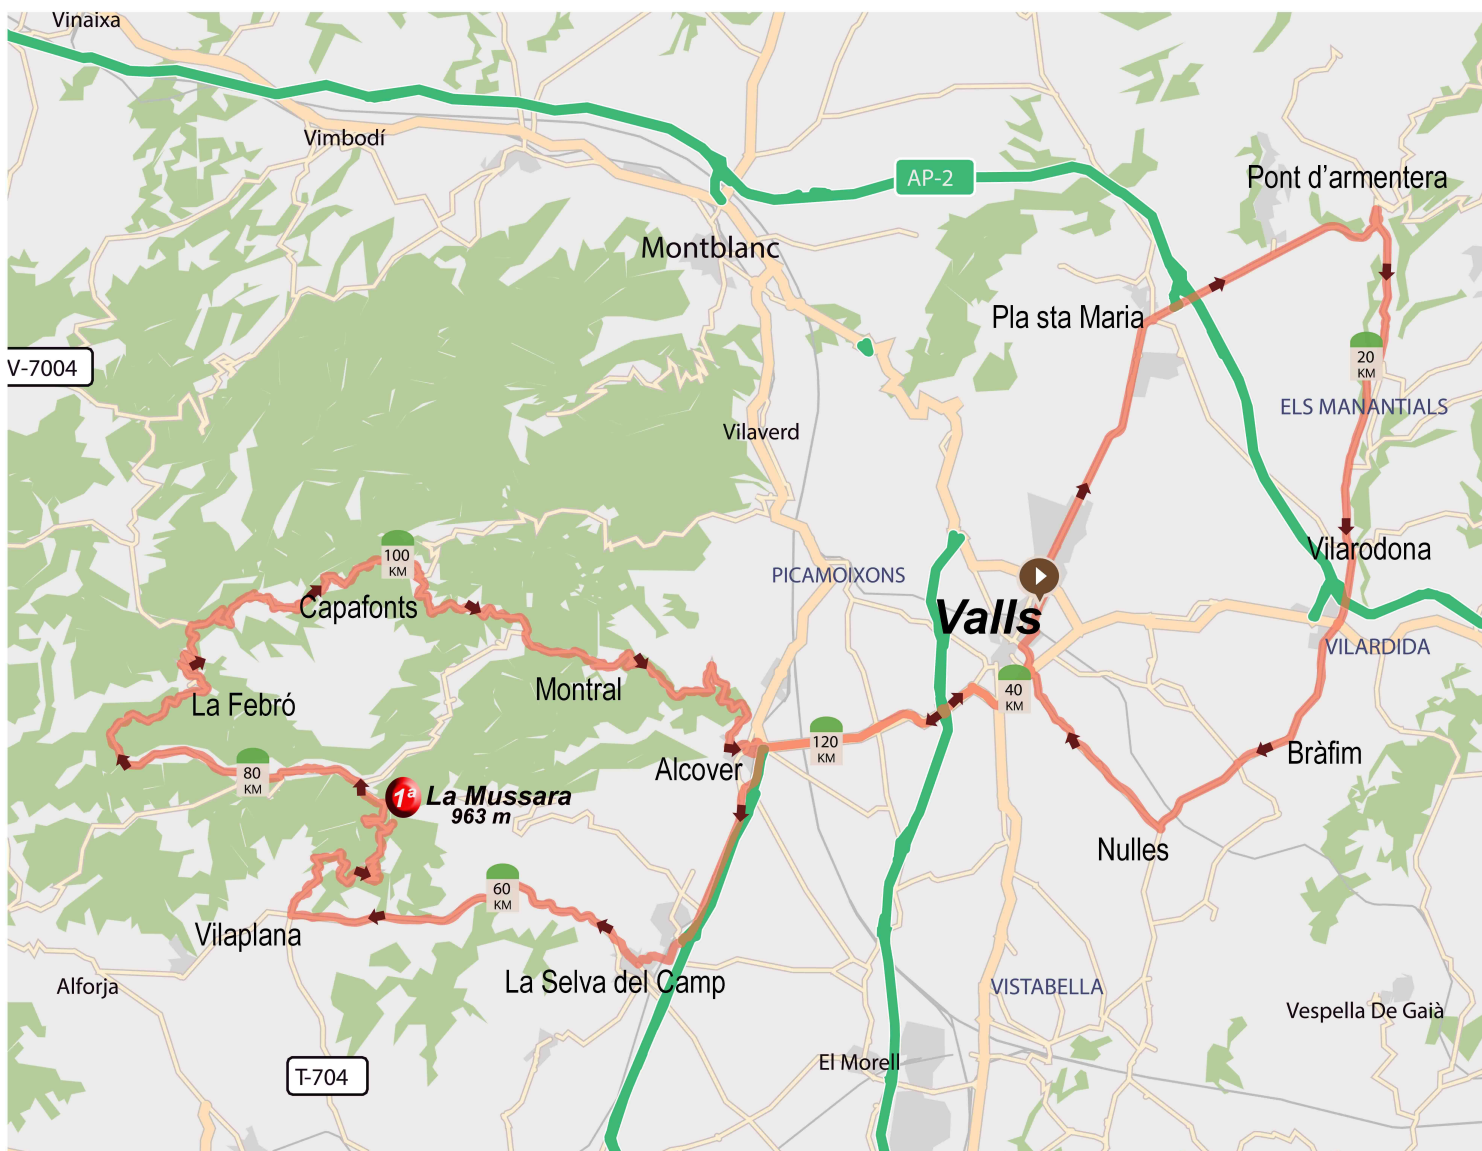 Vinaixa
Vimbodí
AP-2
Pont d’armentera
Montblanc
Pla sta Maria
V-7004
20
KM
ELS MANANTIALS
Vilaverd
100
KM
Vilarodona
PICAMOIXONS
Capafonts
Valls
VILARDIDA
Montral
40
KM
La Febró
120
KM
Bràfim
Alcover
80
KM
1ª
La Mussara
963 m
Nulles
60
KM
Vilaplana
La Selva del Camp
Alforja
VISTABELLA
Vespella De Gaià
El Morell
T-704